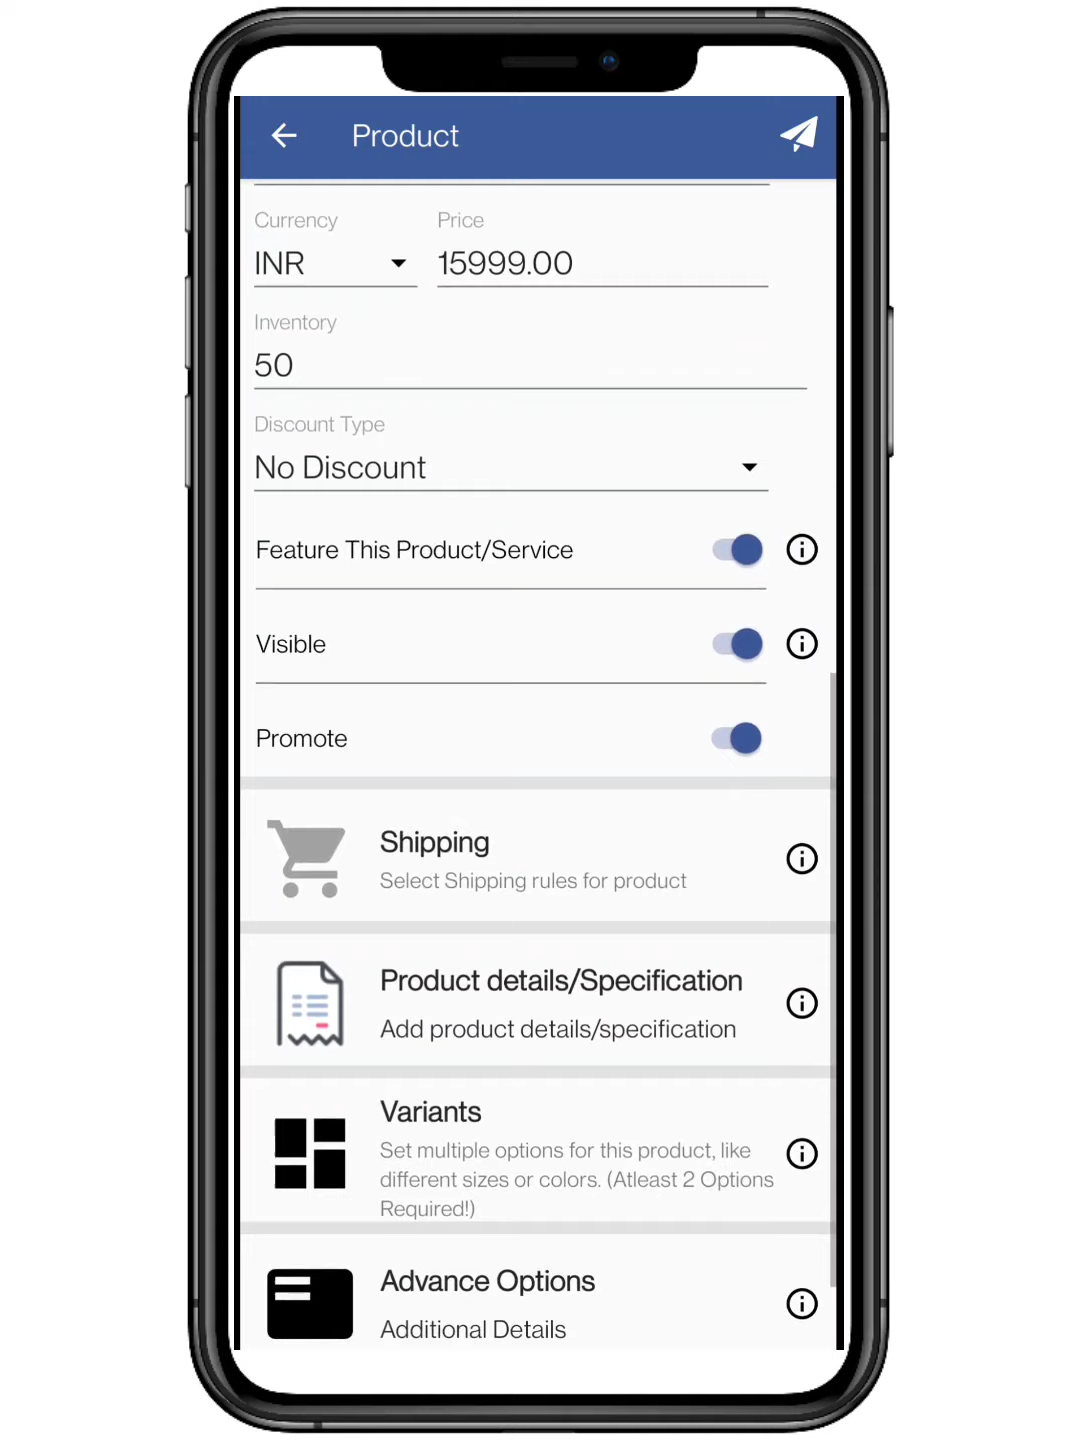 Product
Currency
Price
INR
15999.00
Inventory
50
Discount Type
No Discount
Feature This Product/Service
Visible
Promote
Shipping
Select Shipping rules for product
Product details/Specification
Add product details/specification
Variants
Set multiple options for this product, like
different sizes or colors. (Atleast 2 Options
Required!)
Advance Options
Additional Details